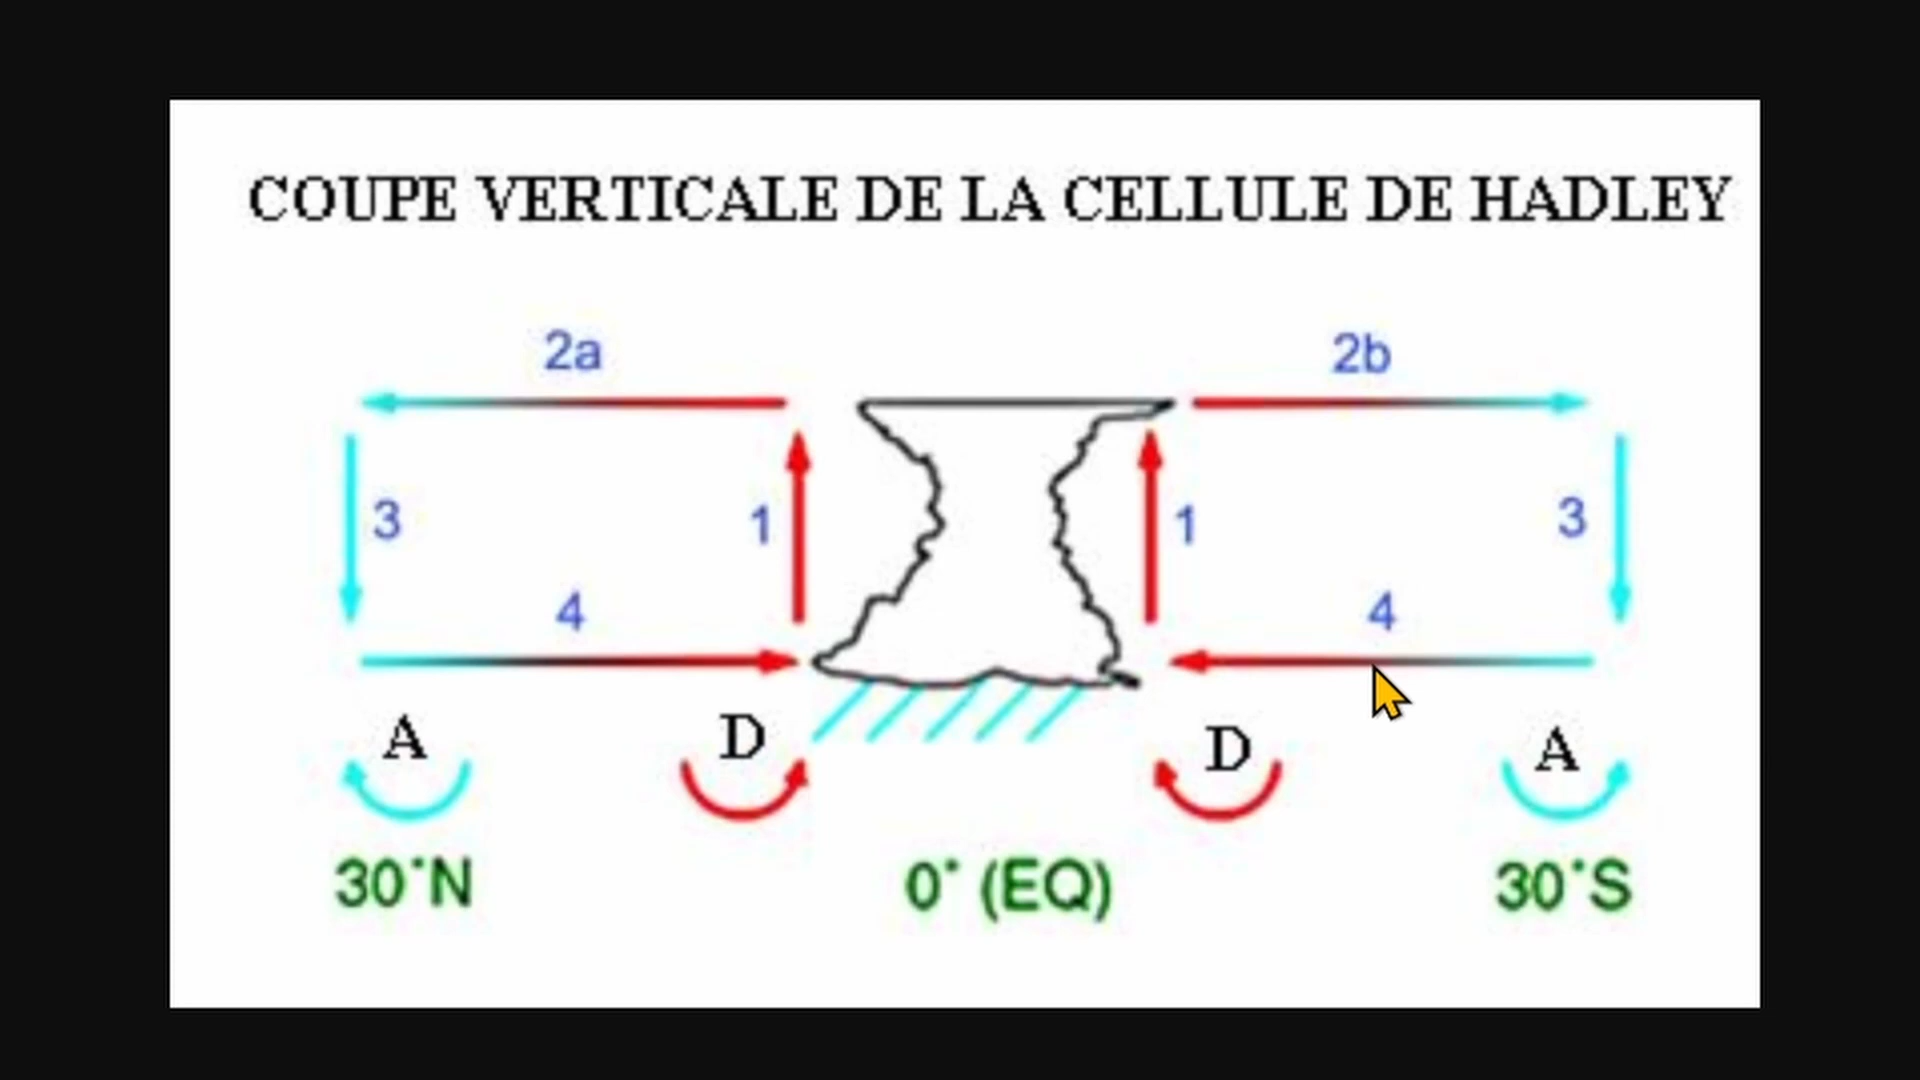 COUPE VERTICALE DE LA CELLULE DE HADLEY
2a 2b
3 1 1 3
4 4
A D D A
30°N 0° (EQ) 30°S